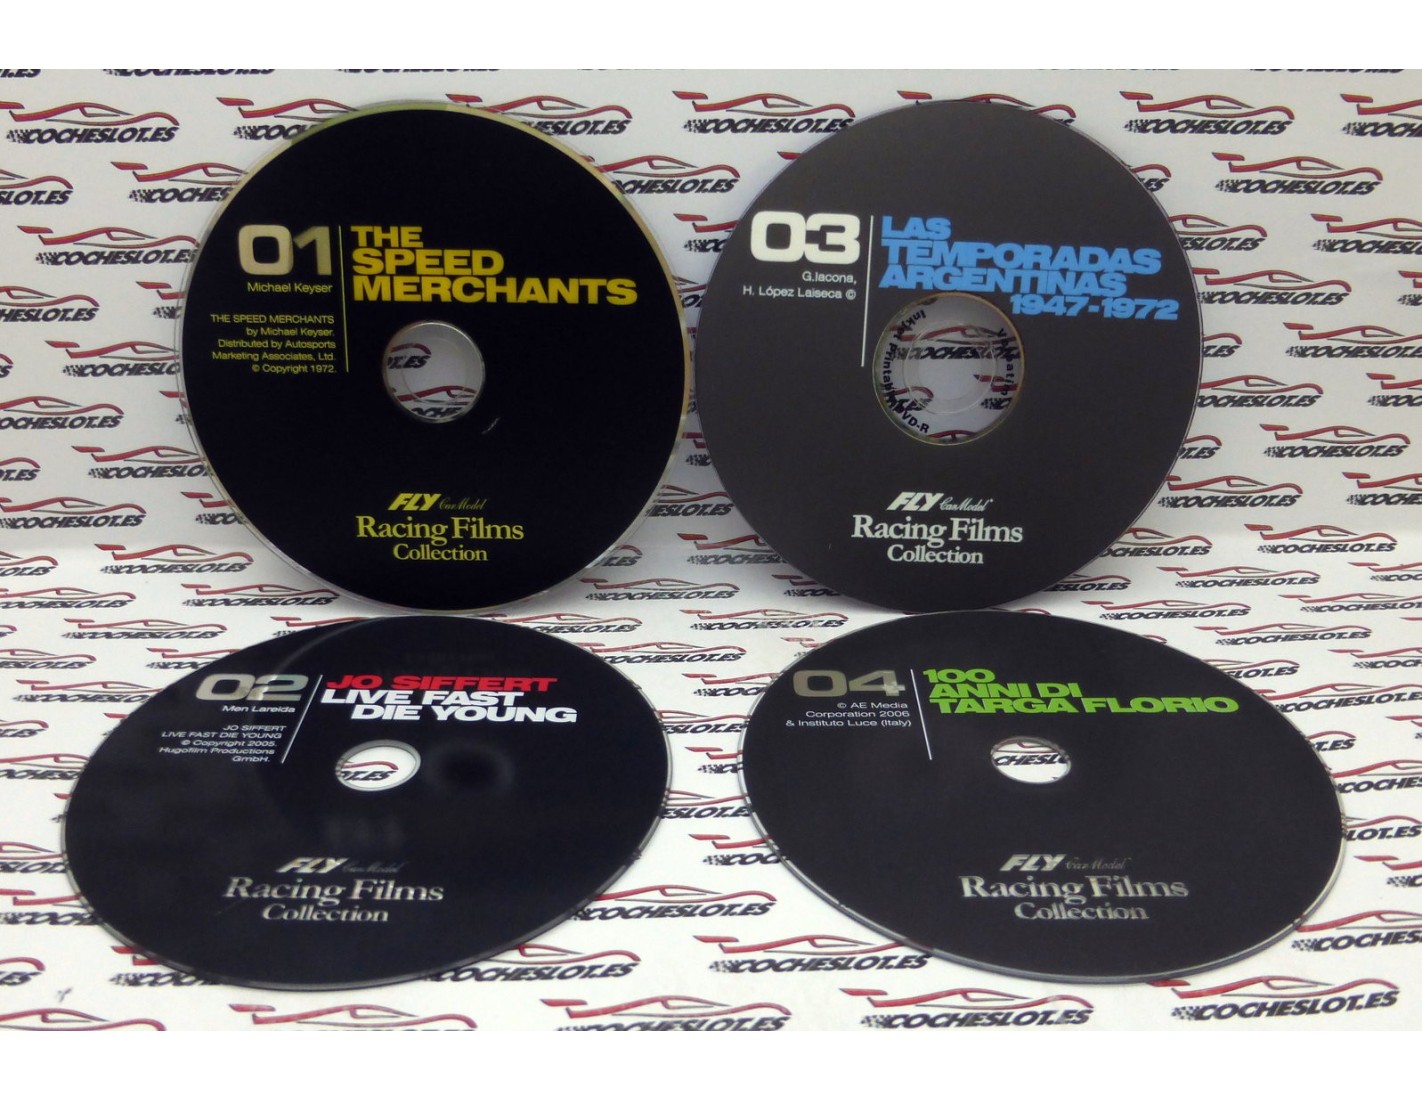 COCHESLOT.ES
01
Michael Keyser
THE SPEED MERCHANTS
by Michael Keyser.
Distributed by Autosports
Marketing Associates, Ltd.
© Copyright 1972.
THE
SPEED
MERCHANTS
FLY Car Model
Racing Films
Collection
03
G.Iacona,
H. López Laiseca ©
LAS
TEMPORADAS
ARGENTINAS
1947-1972
FLY Car Model
Racing Films
Collection
02
Men Lareida
JO SIFFERT
LIVE FAST DIE YOUNG
© Copyright 2005.
Hugofilm Productions
GmbH.
JO SIFFERT
LIVE FAST
DIE YOUNG
FLY Car Model
Racing Films
Collection
04
© AE Media
Corporation 2006
& Instituto Luce (Italy)
100
ANNI DI
TARGA FLORIO
FLY Car Model
Racing Films
Collection